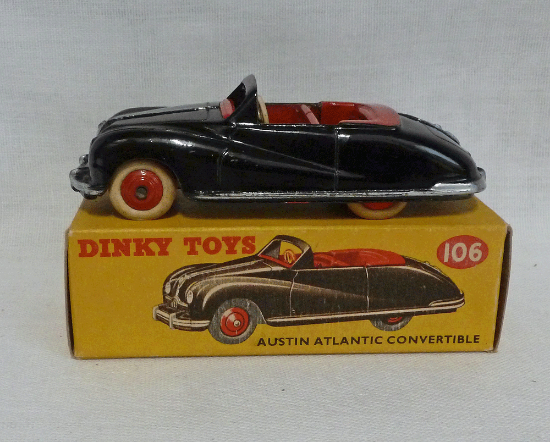 DINKY TOYS
106
AUSTIN ATLANTIC CONVERTIBLE